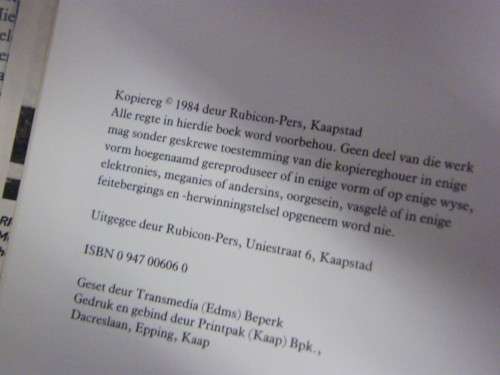 Kopiereg © 1984 deur Rubicon-Pers, Kaapstad
Alle regte in hierdie boek word voorbehou. Geen deel van die werk
mag sonder geskrewe toestemming van die kopiereghouer in enige
vorm hoegenaamd gereproduseer of in enige vorm of op enige wyse,
elektronies, meganies of andersins, oorgesein, vasgelê of in enige
feitebergings en -herwinningstelsel opgeneem word nie.
Uitgegee deur Rubicon-Pers, Uniestraat 6, Kaapstad
ISBN 0 947 00606 0
Geset deur Transmedia (Edms) Beperk
Gedruk en gebind deur Printpak (Kaap) Bpk.,
Dacreslaan, Epping, Kaap